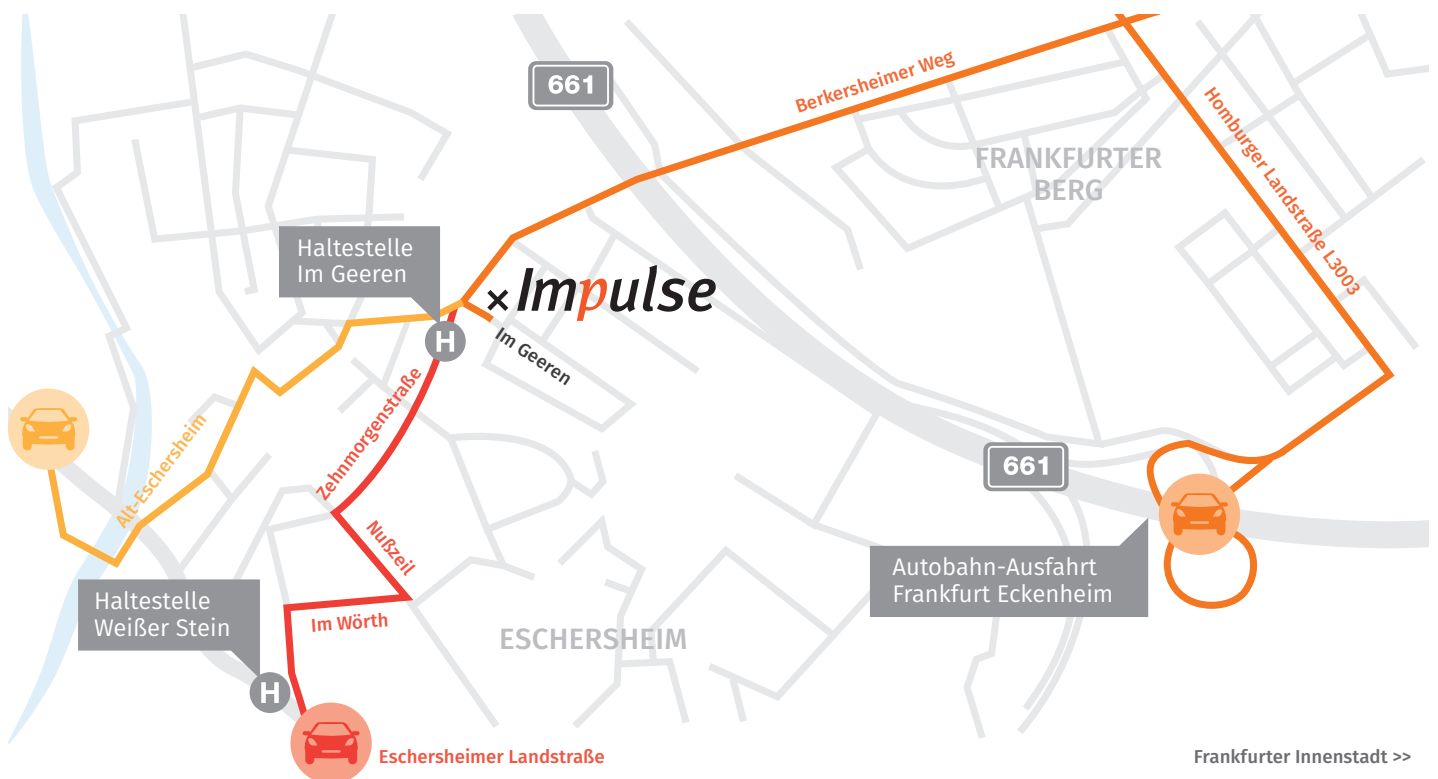 661
Berkersheimer Weg
Homburger Landstraße L3003
FRANKFURTER
BERG
Haltestelle
Im Geeren
Impulse
H
Im Geeren
Zehnmorgenstraße
Alt-Eschersheim
661
Nußzeil
Autobahn-Ausfahrt
Frankfurt Eckenheim
Haltestelle
Weißer Stein
Im Wörth
ESCHERSHEIM
H
Eschersheimer Landstraße
Frankfurter Innenstadt >>